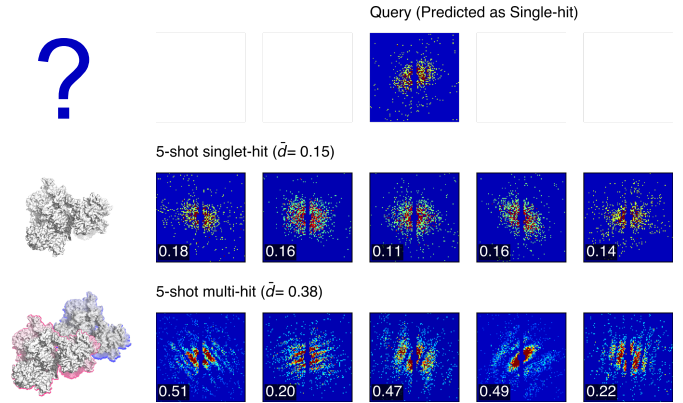 Query (Predicted as Single-hit)
?
5-shot singlet-hit (d̄= 0.15)
0.18 0.16 0.11 0.16 0.14
5-shot multi-hit (d̄= 0.38)
0.51 0.20 0.47 0.49 0.22